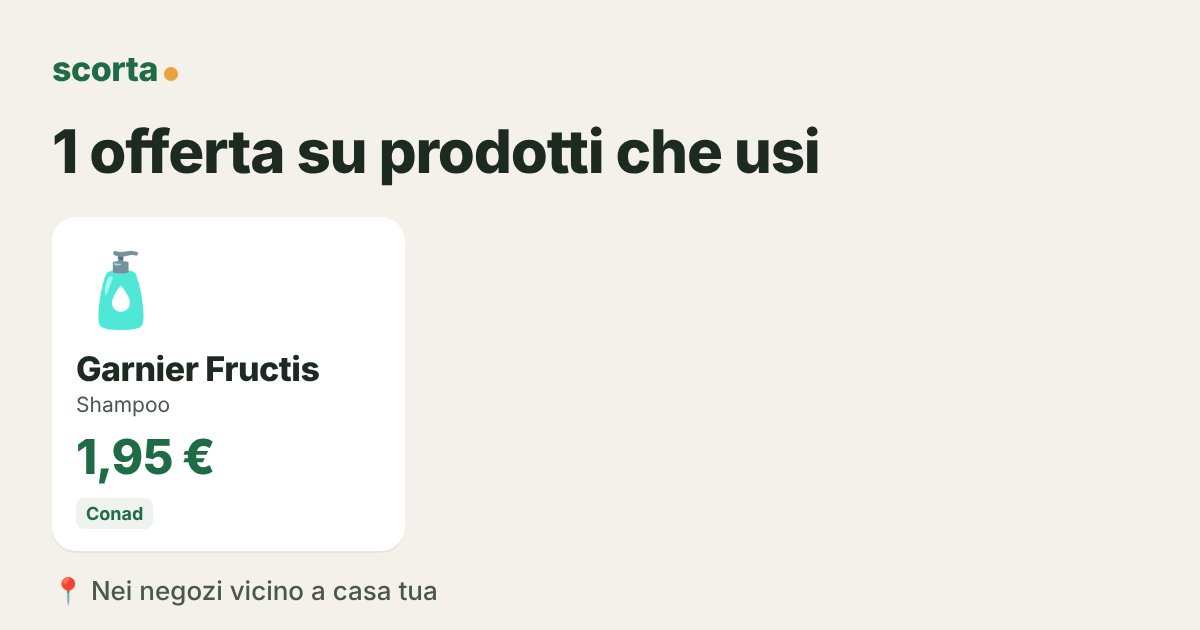 scorta
1 offerta su prodotti che usi
Garnier Fructis
Shampoo
1,95 €
Conad
Nei negozi vicino a casa tua